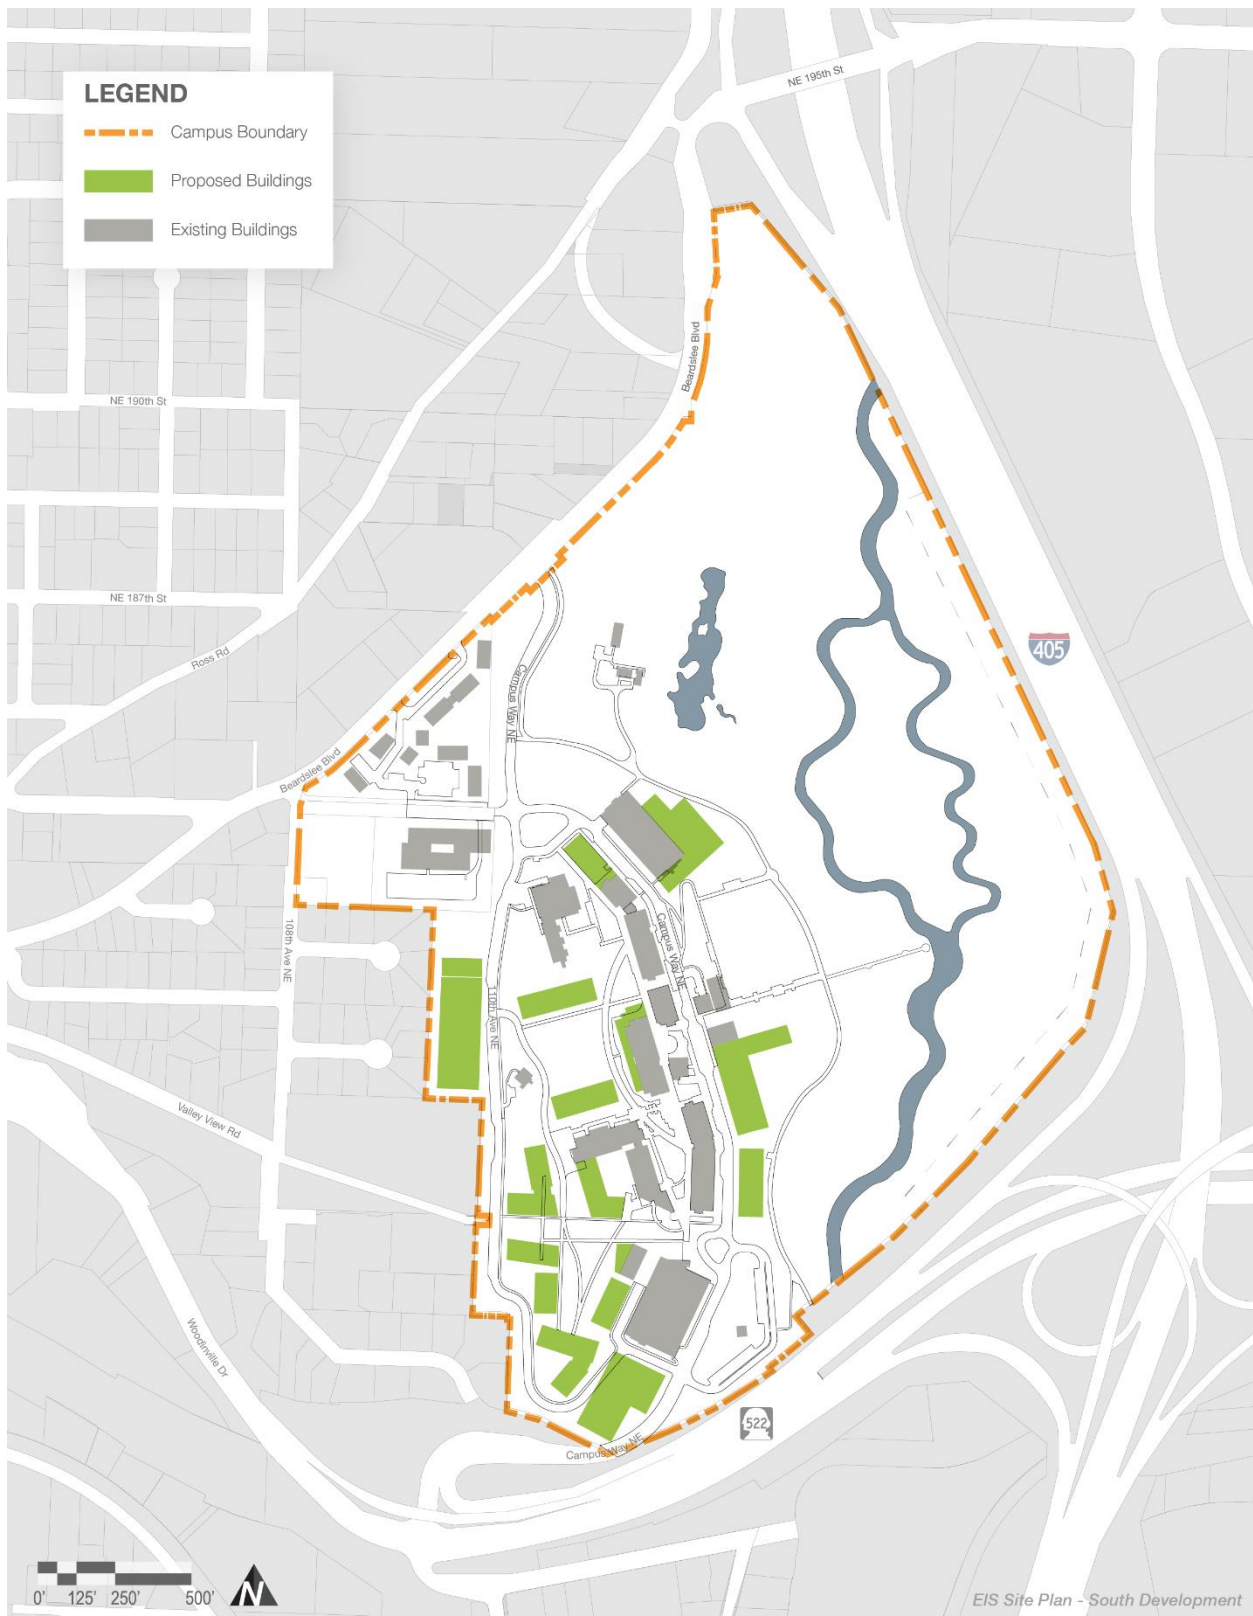 NE 195th St
LEGEND
Campus Boundary
Proposed Buildings
Existing Buildings
Beardslee Blvd
NE 190th St
NE 187th St
Ross Rd
405
Campus Way NE
Beardslee Blvd
108th Ave NE
Campus Way NE
110th Ave NE
Valley View Rd
Woodinville Dr
522
Campus Way NE
0' 125' 250' 500'
N
EIS Site Plan - South Development